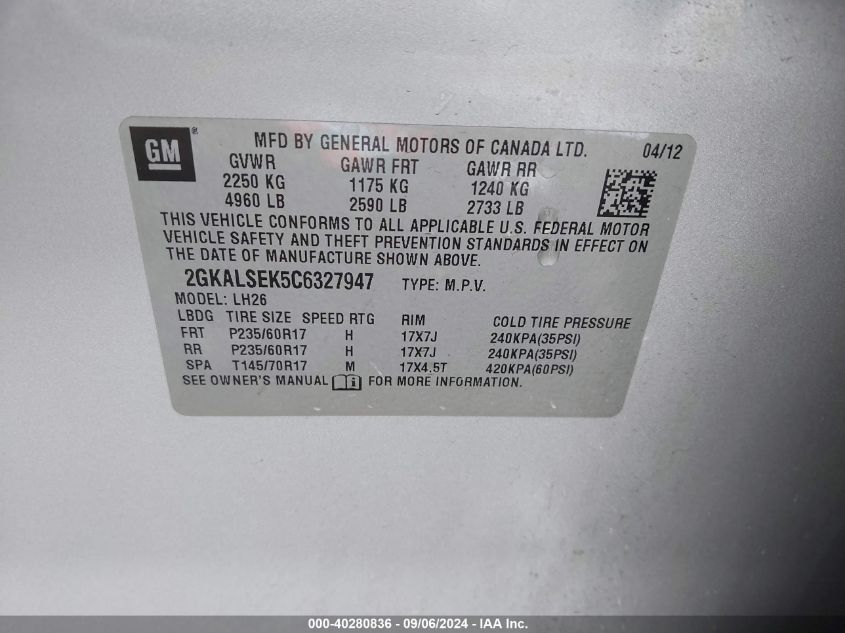 GM ®
MFD BY GENERAL MOTORS OF CANADA LTD. 04/12
GVWR GAWR FRT GAWR RR
2250 KG 1175 KG 1240 KG
4960 LB 2590 LB 2733 LB
THIS VEHICLE CONFORMS TO ALL APPLICABLE U.S. FEDERAL MOTOR
VEHICLE SAFETY AND THEFT PREVENTION STANDARDS IN EFFECT ON
THE DATE OF MANUFACTURE SHOWN ABOVE.
2GKALSEK5C6327947 TYPE: M.P.V.
MODEL: LH26
LBDG TIRE SIZE SPEED RTG RIM COLD TIRE PRESSURE
FRT P235/60R17 H 17X7J 240KPA(35PSI)
RR P235/60R17 H 17X7J 240KPA(35PSI)
SPA T145/70R17 M 17X4.5T 420KPA(60PSI)
SEE OWNER'S MANUAL i FOR MORE INFORMATION.
000-40280836 - 09/06/2024 - IAA Inc.